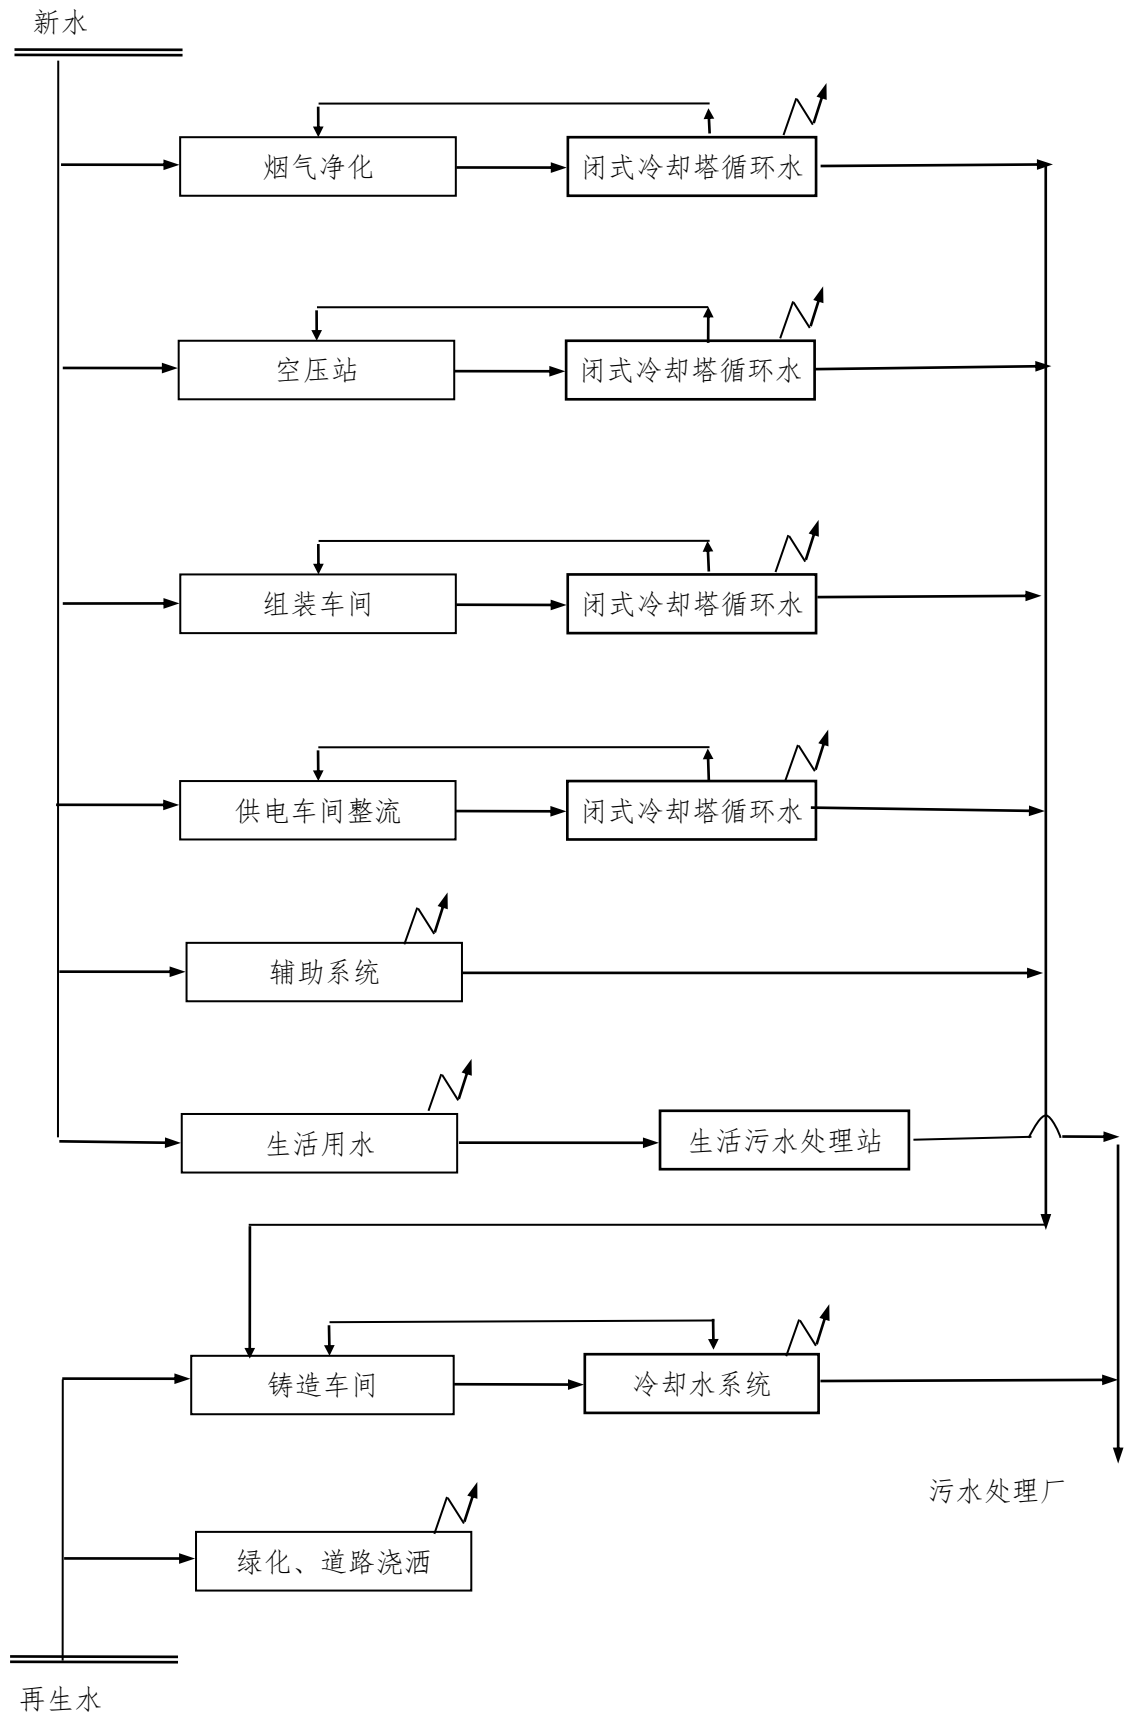 新水
烟气净化
闭式冷却塔循环水
空压站
闭式冷却塔循环水
组装车间
闭式冷却塔循环水
供电车间整流
闭式冷却塔循环水
辅助系统
生活用水
生活污水处理站
铸造车间
冷却水系统
污水处理厂
绿化、道路浇洒
再生水